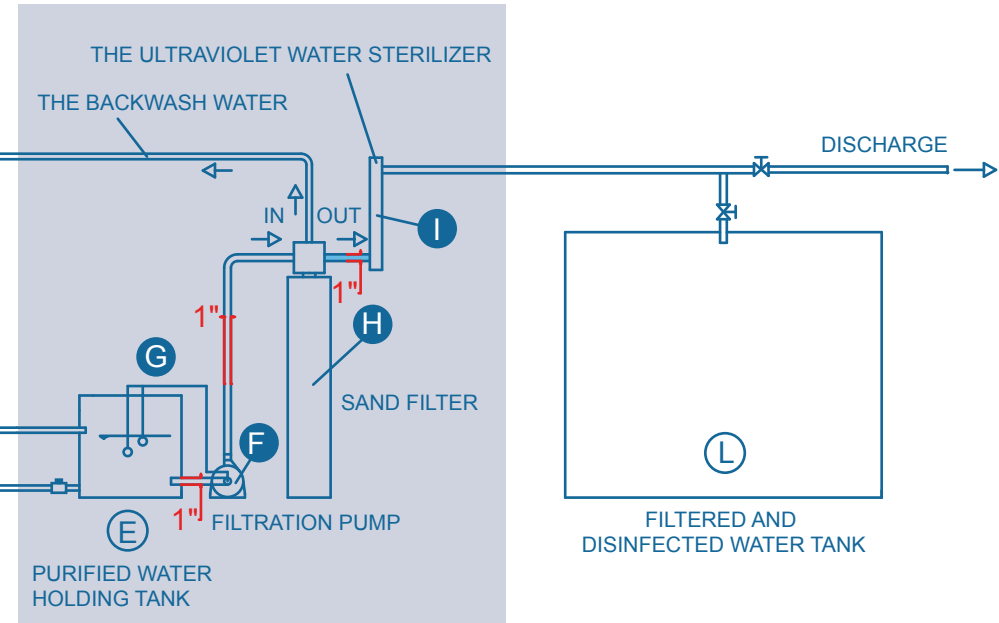 THE ULTRAVIOLET WATER STERILIZER
THE BACKWASH WATER
DISCHARGE
IN
OUT
I
1"
1"
H
G
SAND FILTER
F
L
1"
FILTRATION PUMP
E
FILTERED AND
DISINFECTED WATER TANK
PURIFIED WATER
HOLDING TANK